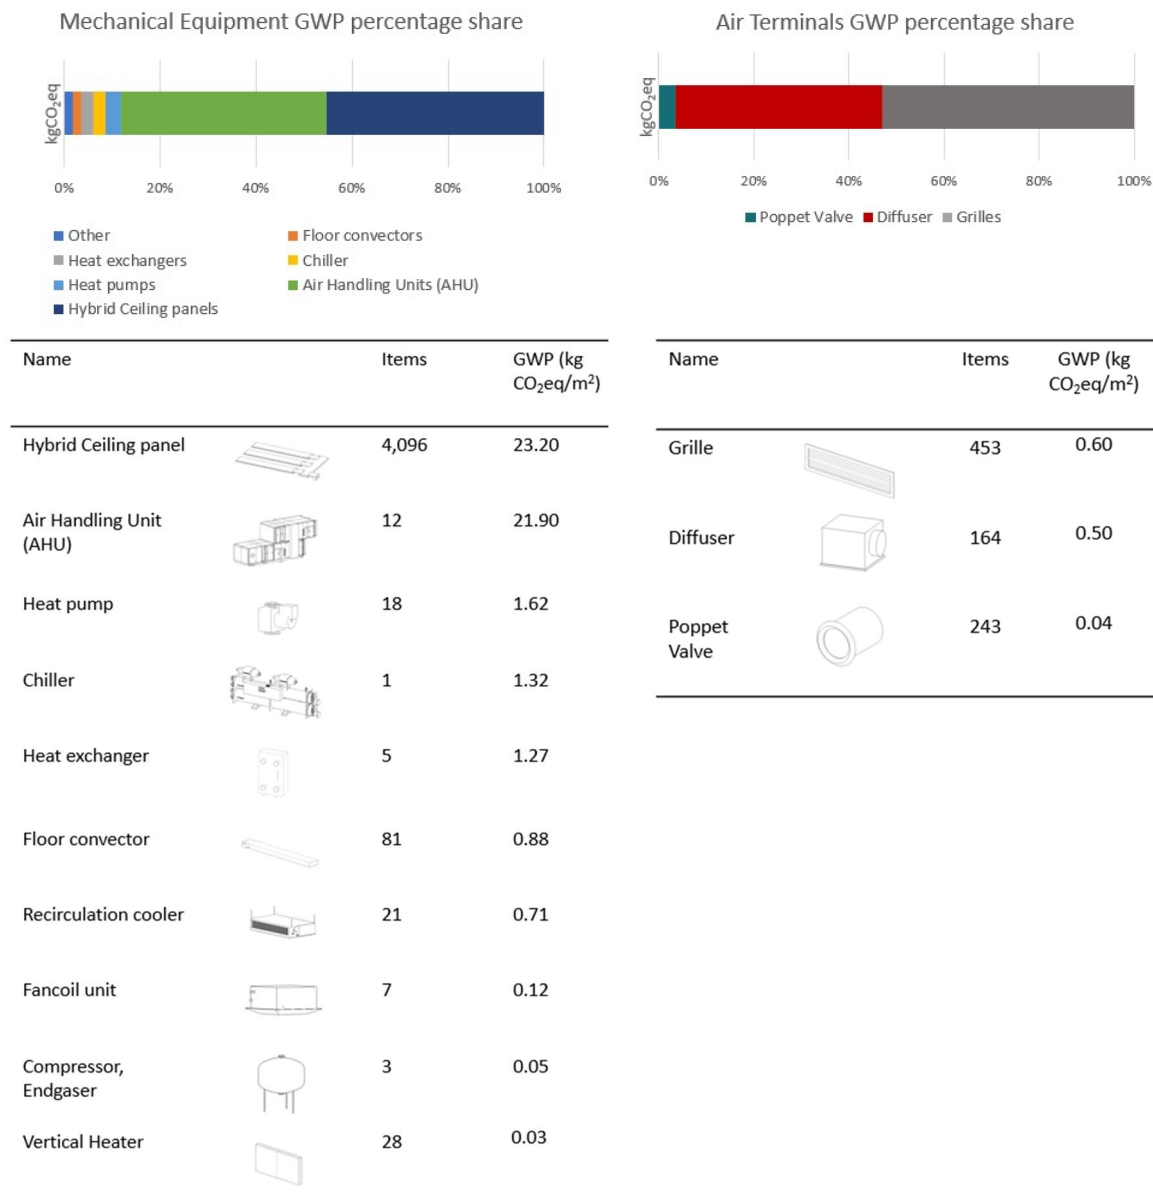 Mechanical Equipment GWP percentage share
kgCO₂eq
0% 20% 40% 60% 80% 100%
Other
Floor convectors
Heat exchangers
Chiller
Heat pumps
Air Handling Units (AHU)
Hybrid Ceiling panels
Air Terminals GWP percentage share
kgCO₂eq
0% 20% 40% 60% 80% 100%
Poppet Valve Diffuser Grilles
Name Items GWP (kg
CO₂eq/m²)
Hybrid Ceiling panel 4,096 23.20
Air Handling Unit 12 21.90
(AHU)
Heat pump 18 1.62
Chiller 1 1.32
Heat exchanger 5 1.27
Floor convector 81 0.88
Recirculation cooler 21 0.71
Fancoil unit 7 0.12
Compressor, 3 0.05
Endgaser
Vertical Heater 28 0.03
Name Items GWP (kg
CO₂eq/m²)
Grille 453 0.60
Diffuser 164 0.50
Poppet 243 0.04
Valve